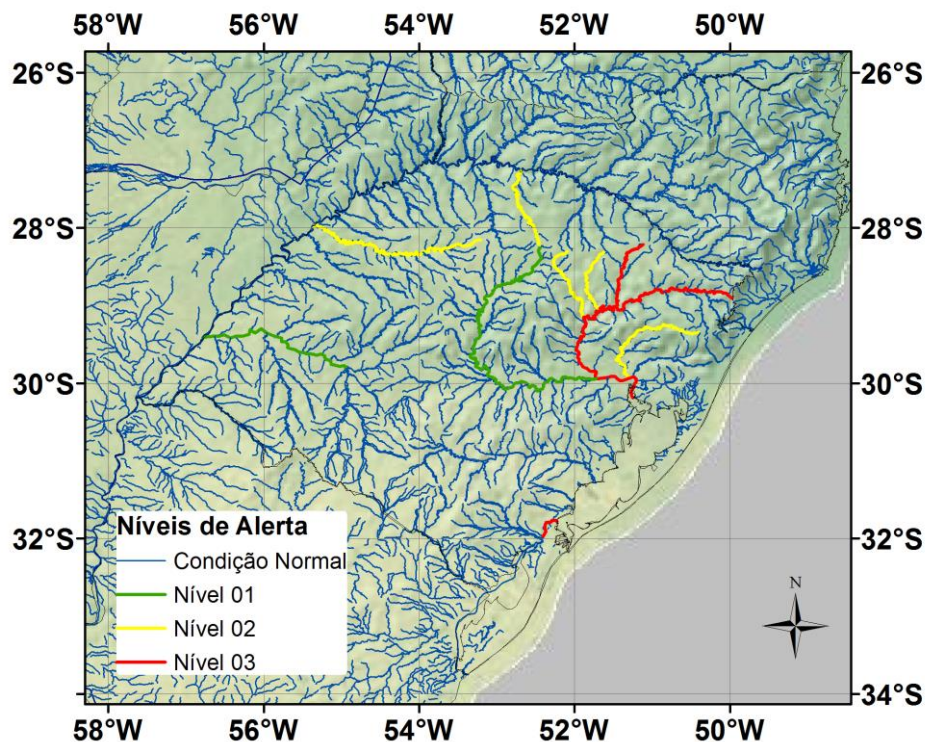 58°W 56°W 54°W 52°W 50°W
26°S 26°S
28°S 28°S
30°S 30°S
32°S 32°S
34°S 34°S
Níveis de Alerta
Condição Normal
Nível 01
Nível 02
Nível 03
N
58°W 56°W 54°W 52°W 50°W